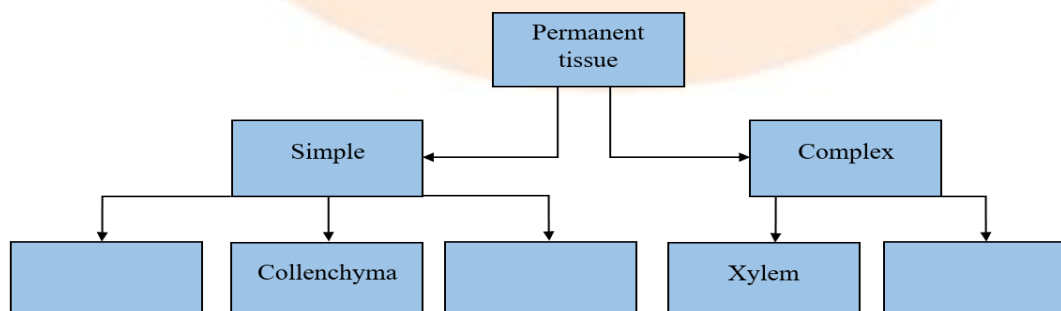 Permanent
tissue
Simple
Complex
Collenchyma
Xylem